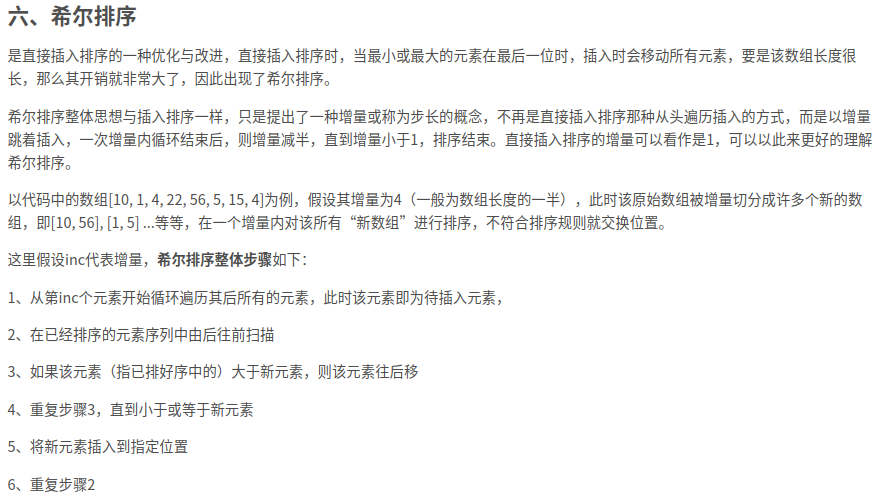 六、希尔排序
是直接插入排序的一种优化与改进，直接插入排序时，当最小或最大的元素在最后一位时，插入时会移动所有元素，要是该数组长度很
长，那么其开销就非常大了，因此出现了希尔排序。
希尔排序整体思想与插入排序一样，只是提出了一种增量或称为步长的概念，不再是直接插入排序那种从头遍历插入的方式，而是以增量
跳着插入，一次增量内循环结束后，则增量减半，直到增量小于1，排序结束。直接插入排序的增量可以看作是1，可以以此来更好的理解
希尔排序。
以代码中的数组[10, 1, 4, 22, 56, 5, 15, 4]为例，假设其增量为4（一般为数组长度的一半），此时该原始数组被增量切分成许多个新的数
组，即[10, 56], [1, 5] ...等等，在一个增量内对该所有“新数组”进行排序，不符合排序规则就交换位置。
这里假设inc代表增量，希尔排序整体步骤如下：
1、从第inc个元素开始循环遍历其后所有的元素，此时该元素即为待插入元素，
2、在已经排序的元素序列中由后往前扫描
3、如果该元素（指已排好序中的）大于新元素，则该元素往后移
4、重复步骤3，直到小于或等于新元素
5、将新元素插入到指定位置
6、重复步骤2